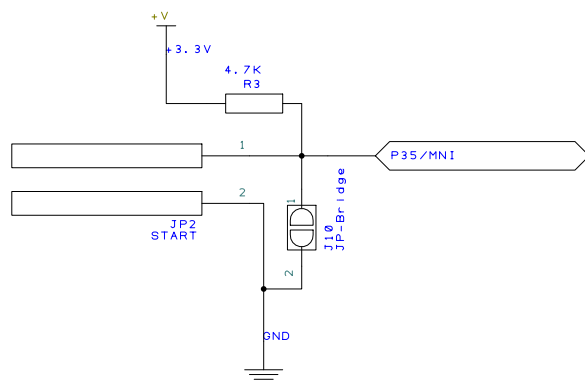 +V
+3.3V
4.7K
R3
1
P35/MNI
2
JP2
START
1
J10
JP-Bridge
2
GND